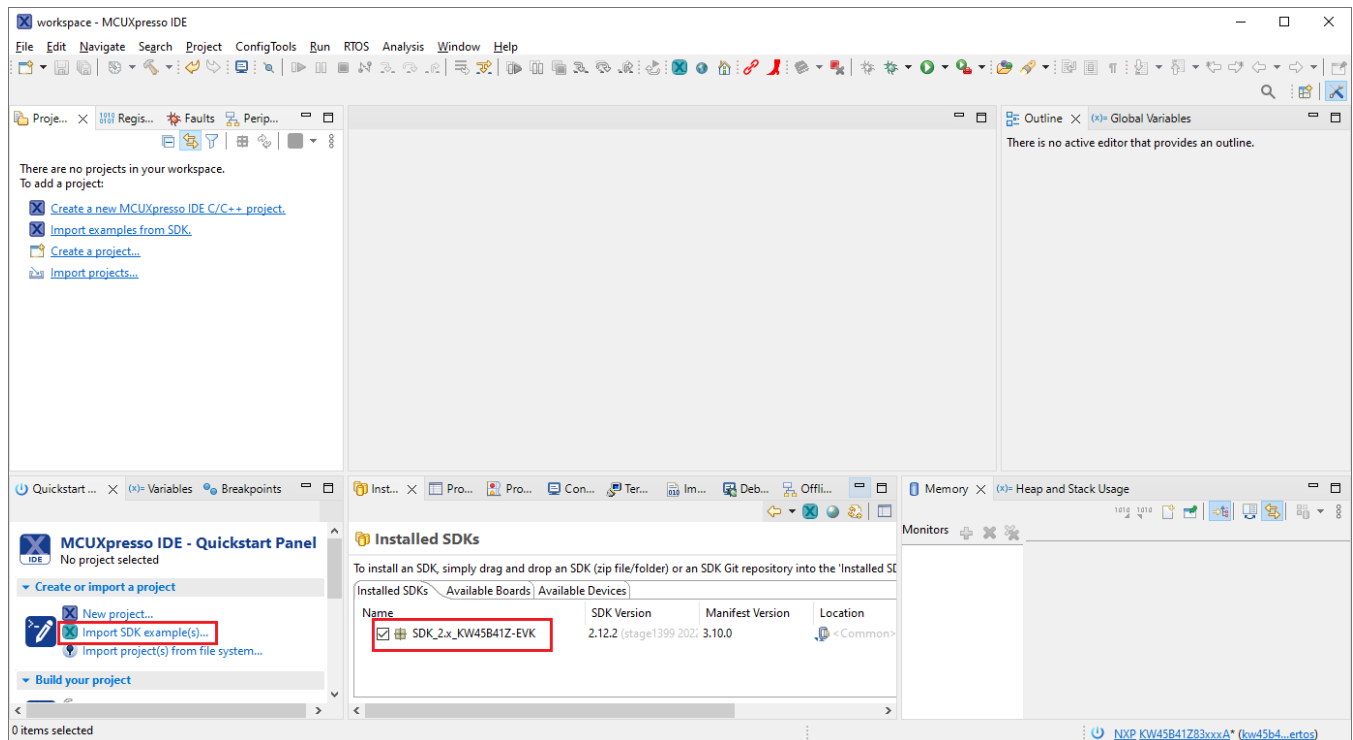 workspace - MCUXpresso IDE
File Edit Navigate Search Project ConfigTools Run RTOS Analysis Window Help
Proje... Regis... Faults Perip...
Outline (x)= Global Variables
There are no projects in your workspace.
To add a project:
Create a new MCUXpresso IDE C/C++ project.
Import examples from SDK.
Create a project...
Import projects...
There is no active editor that provides an outline.
Quickstart ... (x)= Variables Breakpoints
Inst... Pro... Pro... Con... Ter... Im... Deb... Offli...
Memory (x)= Heap and Stack Usage
IDE
MCUXpresso IDE - Quickstart Panel
No project selected
Create or import a project
New project...
Import SDK example(s)...
Import project(s) from file system...
Build your project
Installed SDKs
To install an SDK, simply drag and drop an SDK (zip file/folder) or an SDK Git repository into the 'Installed SD
Installed SDKs Available Boards Available Devices
Name SDK Version Manifest Version Location
SDK_2.x_KW45B41Z-EVK 2.12.2 (stage1399 202 3.10.0 <Common>
Monitors
0 items selected
NXP KW45B41Z83xxxA* (kw45b4...ertos)